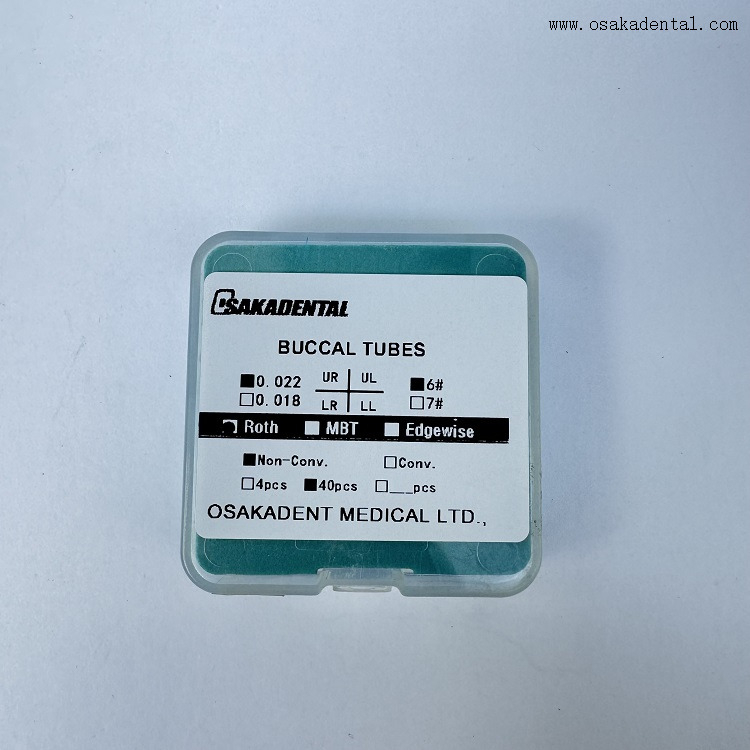 www.osakadental.com
OSAKADENTAL
BUCCAL TUBES
■0.022 UR UL ■6#
□0.018 LR LL □7#
Roth MBT Edgewise
■Non-Conv. □Conv.
□4pcs ■40pcs □___pcs
OSAKADENT MEDICAL LTD.,